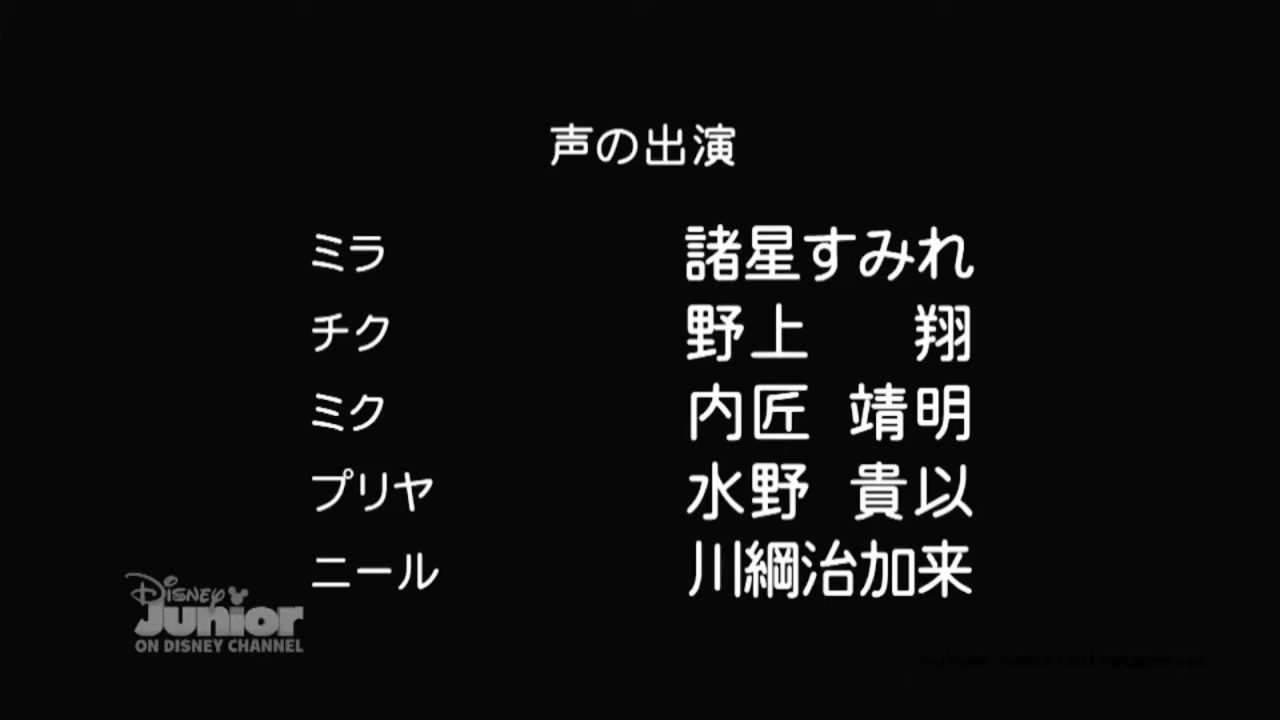 声の出演
ミラ 諸星すみれ
チク 野上 翔
ミク 内匠 靖明
プリヤ 水野 貴以
ニール 川綱治加来
DISNEY
Junior
ON DISNEY CHANNEL